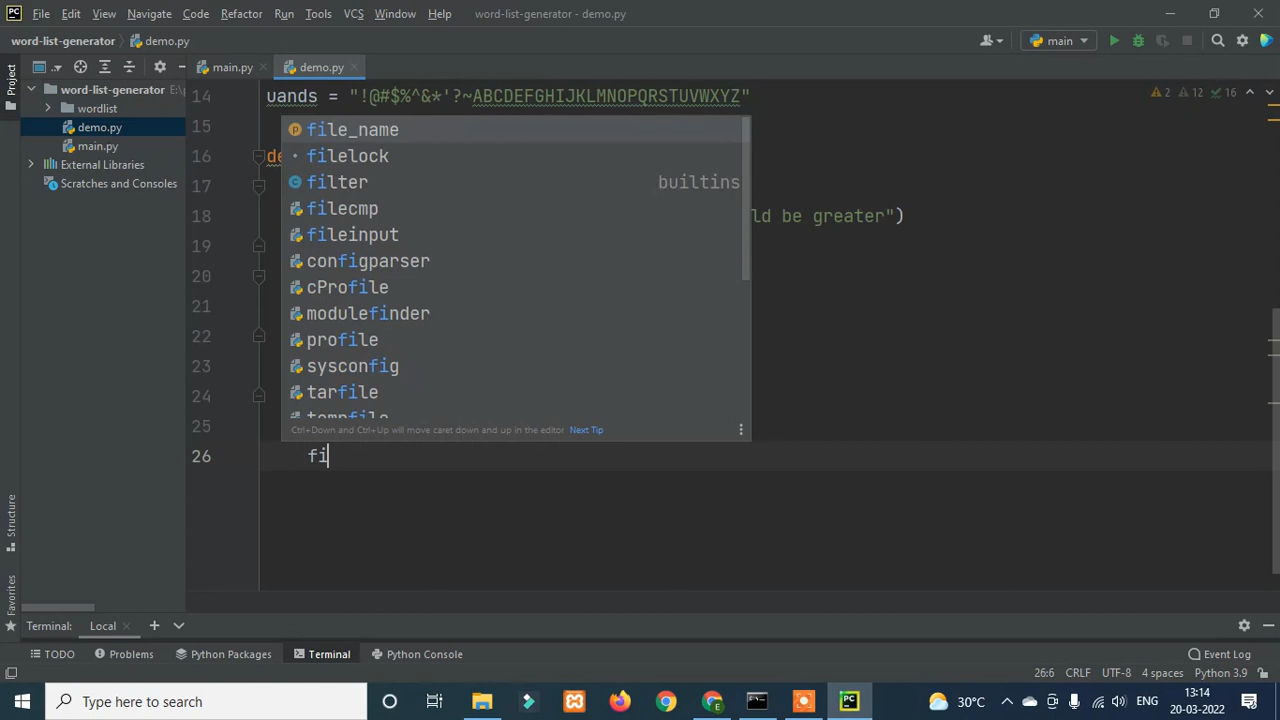 File Edit View Navigate Code Refactor Run Tools VCS Window Help word-list-generator - demo.py
word-list-generator demo.py main
Project
main.py demo.py
word-list-generator E:\p
wordlist
demo.py
main.py
External Libraries
Scratches and Consoles
14 uands = "!@#$%^&*'?~ABCDEFGHIJKLMNOPQRSTUVWXYZ" 2 12 16
15
16 de
17
18 ld be greater")
19
20
21
22
23
24
25
26 fi
file_name
filelock
filter builtins
filecmp
fileinput
configparser
cProfile
modulefinder
profile
sysconfig
tarfile
tempfile
Ctrl+Down and Ctrl+Up will move caret down and up in the editor Next Tip
Structure
Favorites
Terminal: Local
TODO Problems Python Packages Terminal Python Console Event Log
26:6 CRLF UTF-8 4 spaces Python 3.9
Type here to search
30°C ENG 13:14
20-03-2022